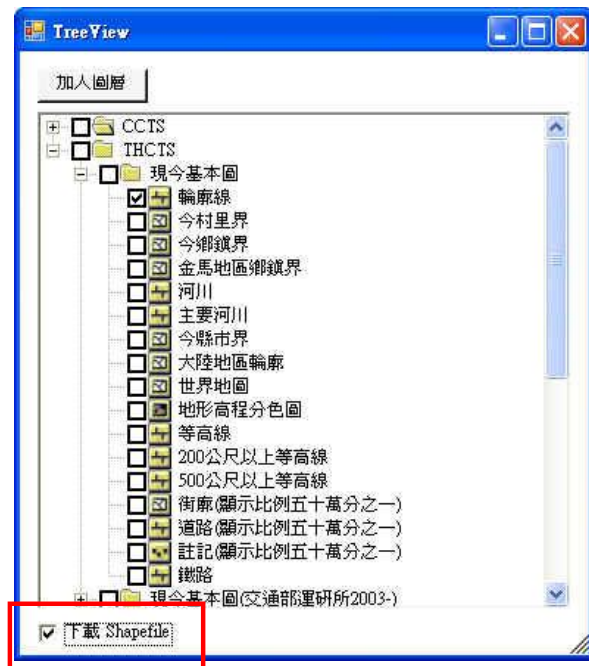 TreeView
加入圖層
CCTS
THCTS
現今基本圖
輪廓線
今村里界
今鄉鎮界
金馬地區鄉鎮界
河川
主要河川
今縣市界
大陸地區輪廓
世界地圖
地形高程分色圖
等高線
200公尺以上等高線
500公尺以上等高線
街廓(顯示比例五十萬分之一)
道路(顯示比例五十萬分之一)
註記(顯示比例五十萬分之一)
鐵路
現今基本圖(交通部運研所2003-)
下載 Shapefile